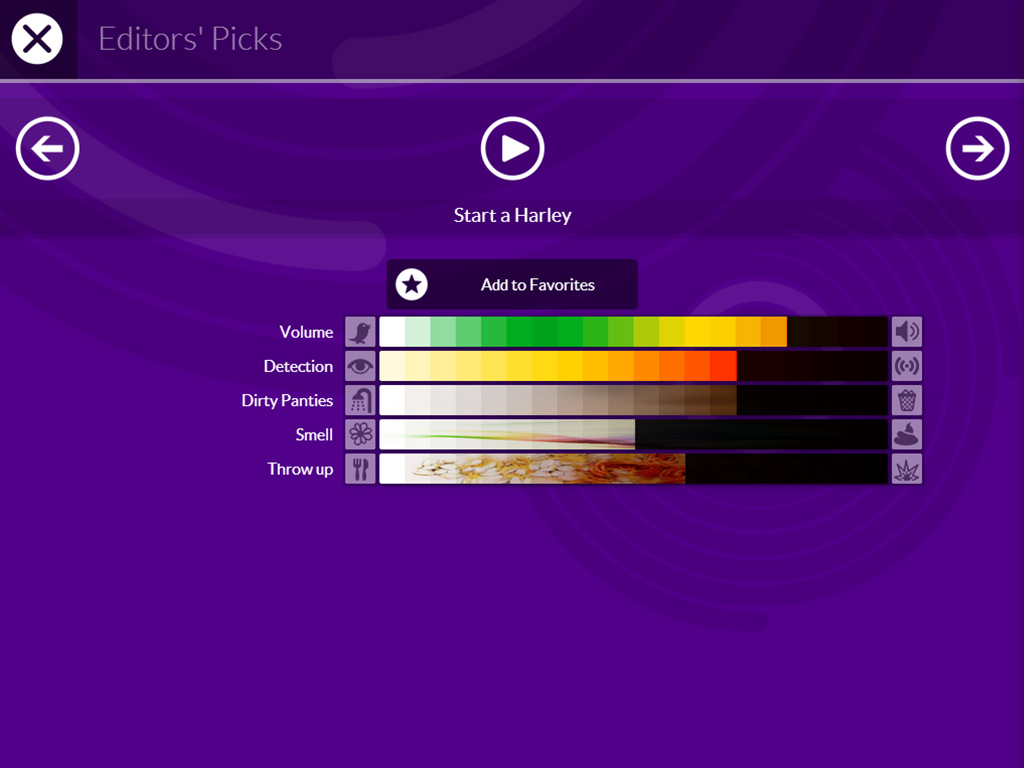 Editors' Picks
Start a Harley
Add to Favorites
Volume
Detection
Dirty Panties
Smell
Throw up